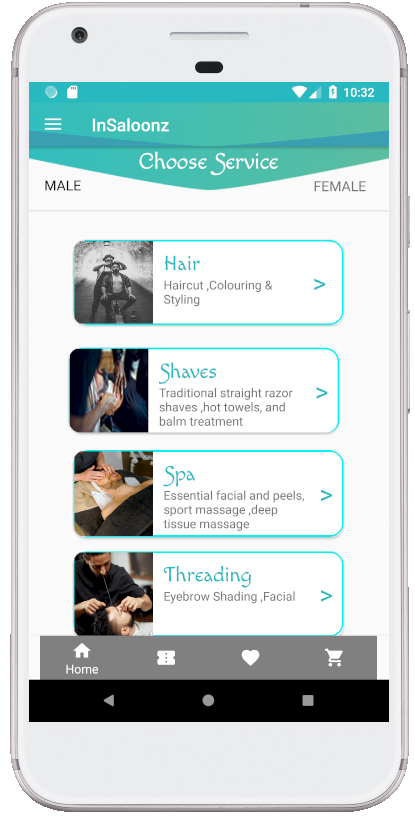 10:32
InSaloonz
Choose Service
MALE
FEMALE
Hair
Haircut ,Colouring &
Styling
>
Shaves
Traditional straight razor
shaves ,hot towels, and
balm treatment
>
Spa
Essential facial and peels,
sport massage ,deep
tissue massage
>
Threading
Eyebrow Shading ,Facial
>
Home